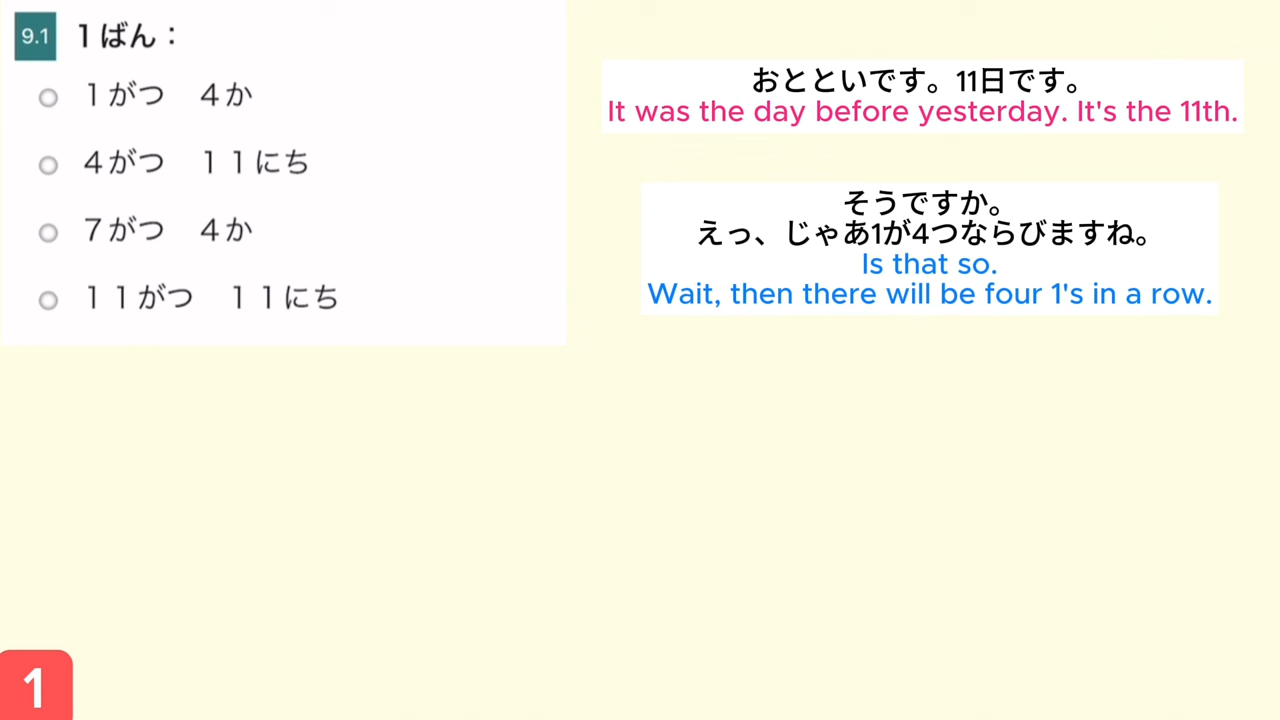 9.1 1ばん：
1がつ　4か
4がつ　11にち
7がつ　4か
11がつ　11にち
おとといです。11日です。
It was the day before yesterday. It's the 11th.
そうですか。
えっ、じゃあ1が4つならびますね。
Is that so.
Wait, then there will be four 1's in a row.
1